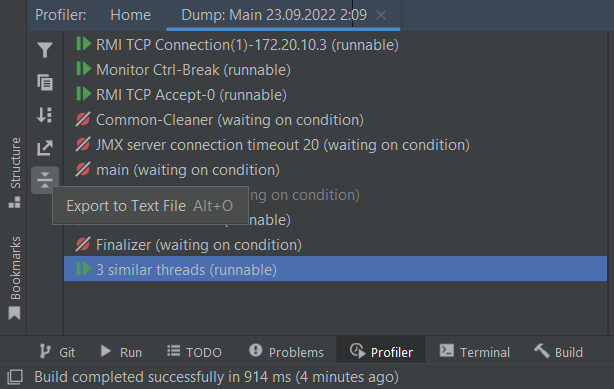 Profiler: Home Dump: Main 23.09.2022 2:09
RMI TCP Connection(1)-172.20.10.3 (runnable)
Monitor Ctrl-Break (runnable)
RMI TCP Accept-0 (runnable)
Common-Cleaner (waiting on condition)
JMX server connection timeout 20 (waiting on condition)
main (waiting on condition)
on condition)
Export to Text File Alt+O
Finalizer (waiting on condition)
3 similar threads (runnable)
Structure
Bookmarks
Git Run TODO Problems Profiler Terminal Build
Build completed successfully in 914 ms (4 minutes ago)